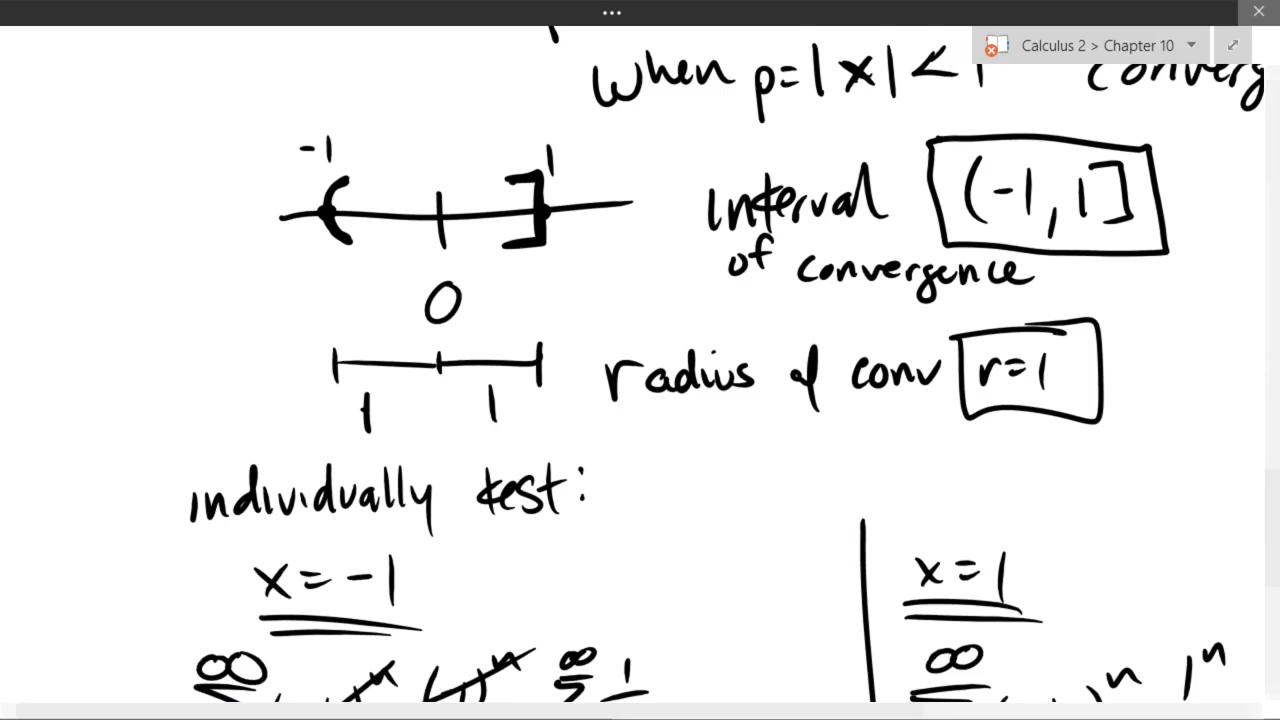 Calculus 2 > Chapter 10
when p=|x|<1 converg
-1 1
interval (-1, 1]
of convergence
0
radius of conv r=1
1 1
individually test:
x=-1
x=1